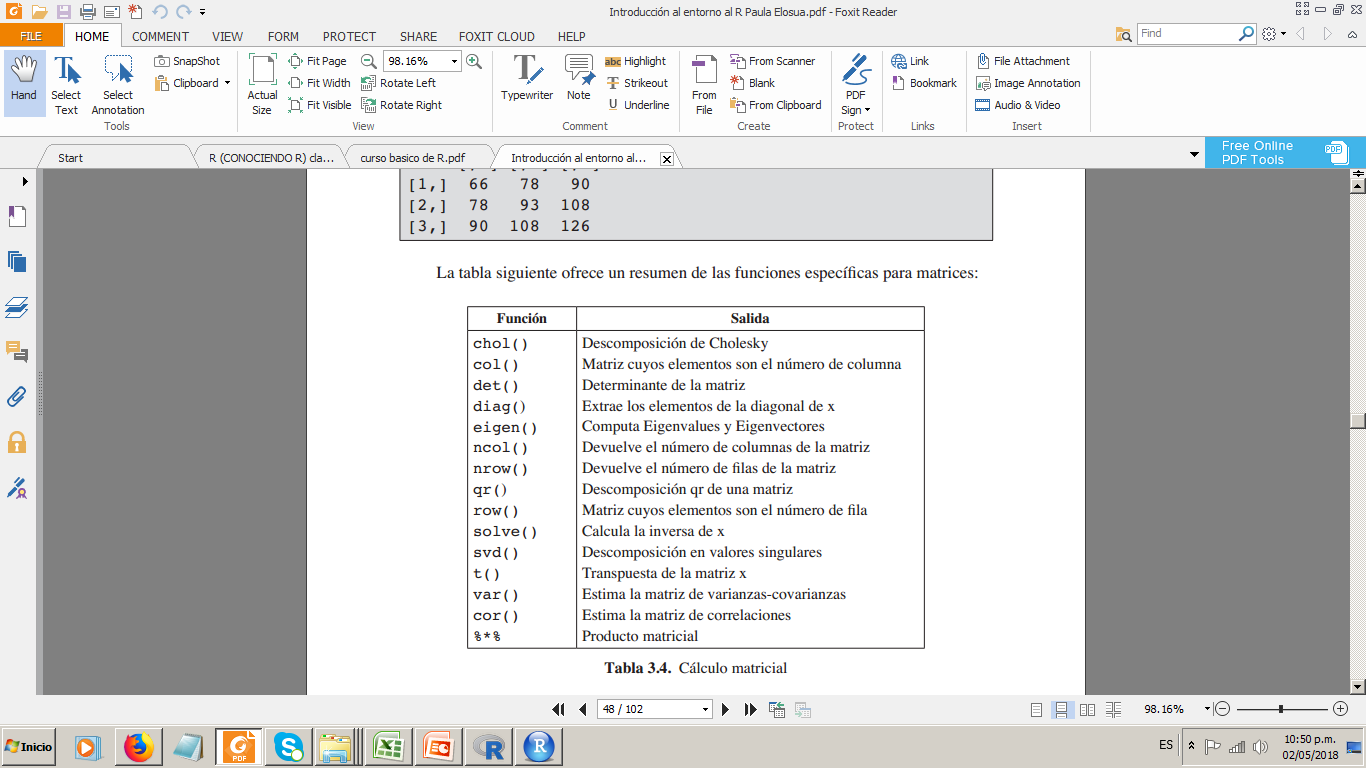 Introducción al entorno al R Paula Elosua.pdf - Foxit Reader
FILE HOME COMMENT VIEW FORM PROTECT SHARE FOXIT CLOUD HELP Find
Hand
Select Text
Select Annotation
SnapShot
Clipboard
Tools
Actual Size
Fit Page
Fit Width
Fit Visible
98.16%
Rotate Left
Rotate Right
View
Typewriter
Note
abc Highlight
Strikeout
U Underline
Comment
From File
From Scanner
Blank
From Clipboard
Create
PDF Sign
Protect
Link
Bookmark
Links
File Attachment
Image Annotation
Audio & Video
Insert
Start
R (CONOCIENDO R) cla...
curso basico de R.pdf
Introducción al entorno al...
Free Online
PDF Tools
PDF
[1,] 66 78 90
[2,] 78 93 108
[3,] 90 108 126
La tabla siguiente ofrece un resumen de las funciones específicas para matrices:
Función Salida
chol() Descomposición de Cholesky
col() Matriz cuyos elementos son el número de columna
det() Determinante de la matriz
diag() Extrae los elementos de la diagonal de x
eigen() Computa Eigenvalues y Eigenvectores
ncol() Devuelve el número de columnas de la matriz
nrow() Devuelve el número de filas de la matriz
qr() Descomposición qr de una matriz
row() Matriz cuyos elementos son el número de fila
solve() Calcula la inversa de x
svd() Descomposición en valores singulares
t() Transpuesta de la matriz x
var() Estima la matriz de varianzas-covarianzas
cor() Estima la matriz de correlaciones
%*% Producto matricial
Tabla 3.4. Cálculo matricial
48 / 102
98.16%
Inicio
PDF
ES
10:50 p.m.
02/05/2018